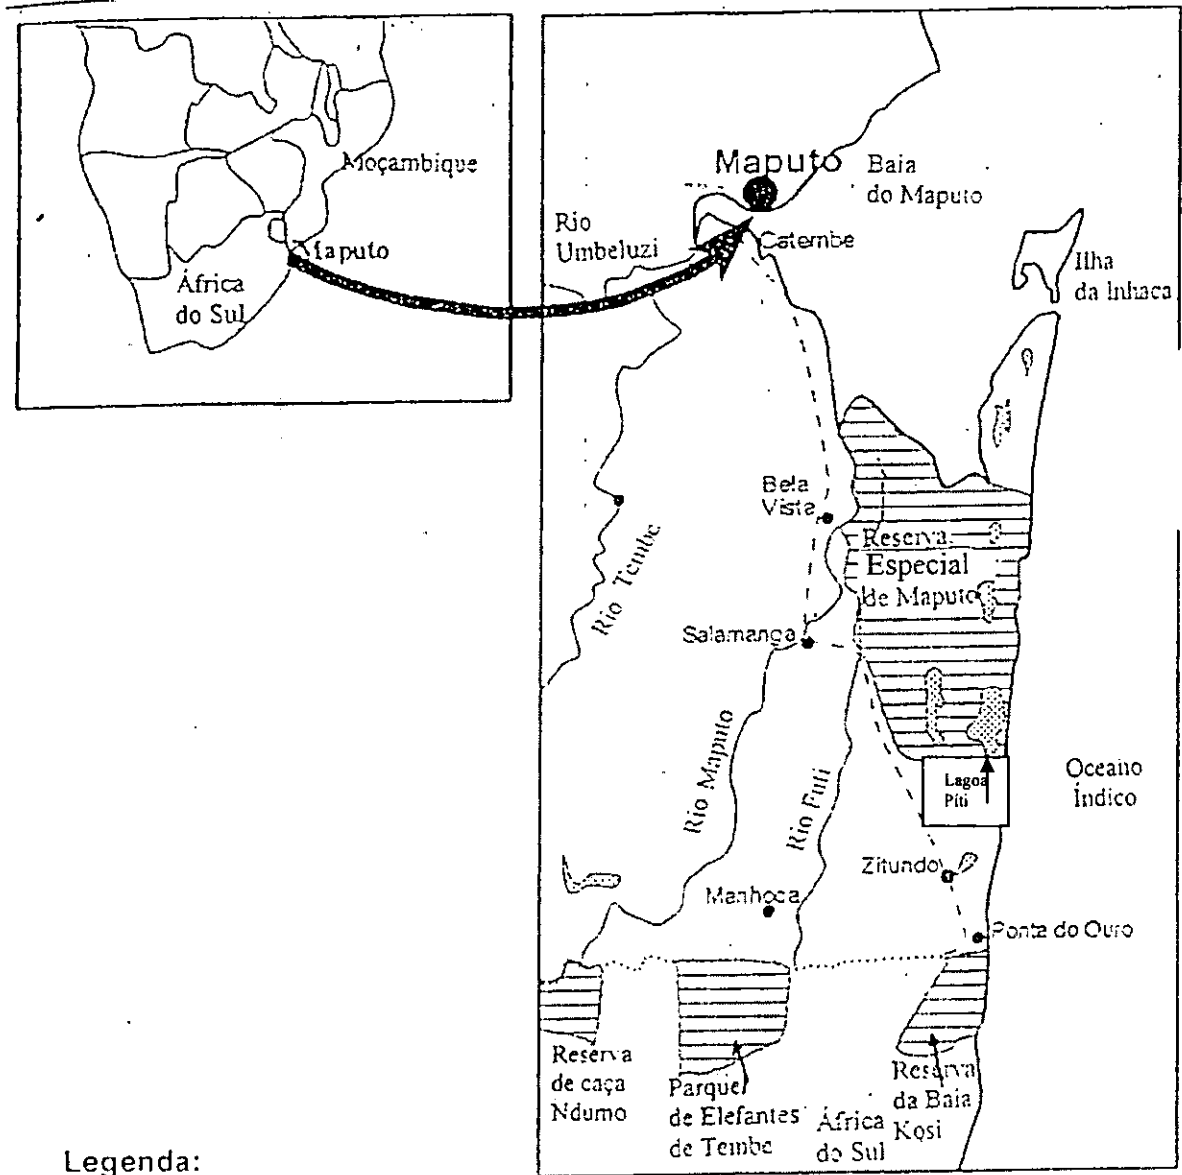 Moçambique
Maputo
África
do Sul
Maputo
Baia
do Maputo
Rio
Umbeluzi
Catembe
Ilha
da Inhaca
Bela
Vista
Reserva
Especial
de Maputo
Rio Tembe
Salamanga
Rio Maputo
Rio Futi
Lagoa
Piti
Oceano
Índico
Zitundo
Manhoca
Ponta do Ouro
Reserva
de caça
Ndumo
Parque
de Elefantes
de Tembe
África
do Sul
Reserva
da Baia
Kosi
Legenda: